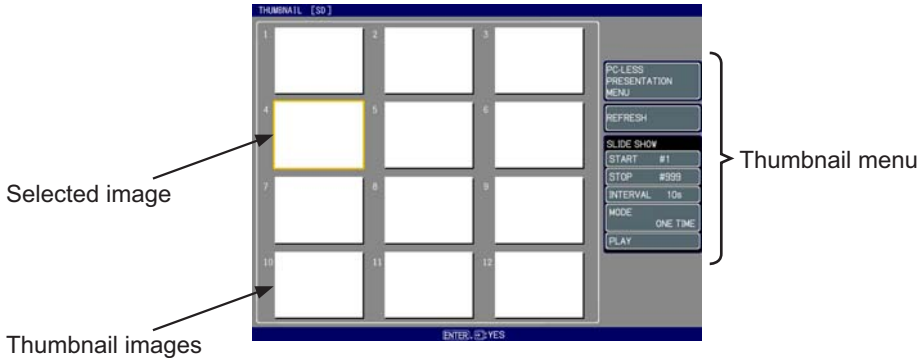 THUMBNAIL [SD]
1 2 3
4 5 6
7 8 9
10 11 12
PC-LESS
PRESENTATION
MENU
REFRESH
SLIDE SHOW
START #1
STOP #999
INTERVAL 10s
MODE
ONE TIME
PLAY
ENTER, :YES
Selected image
Thumbnail images
Thumbnail menu